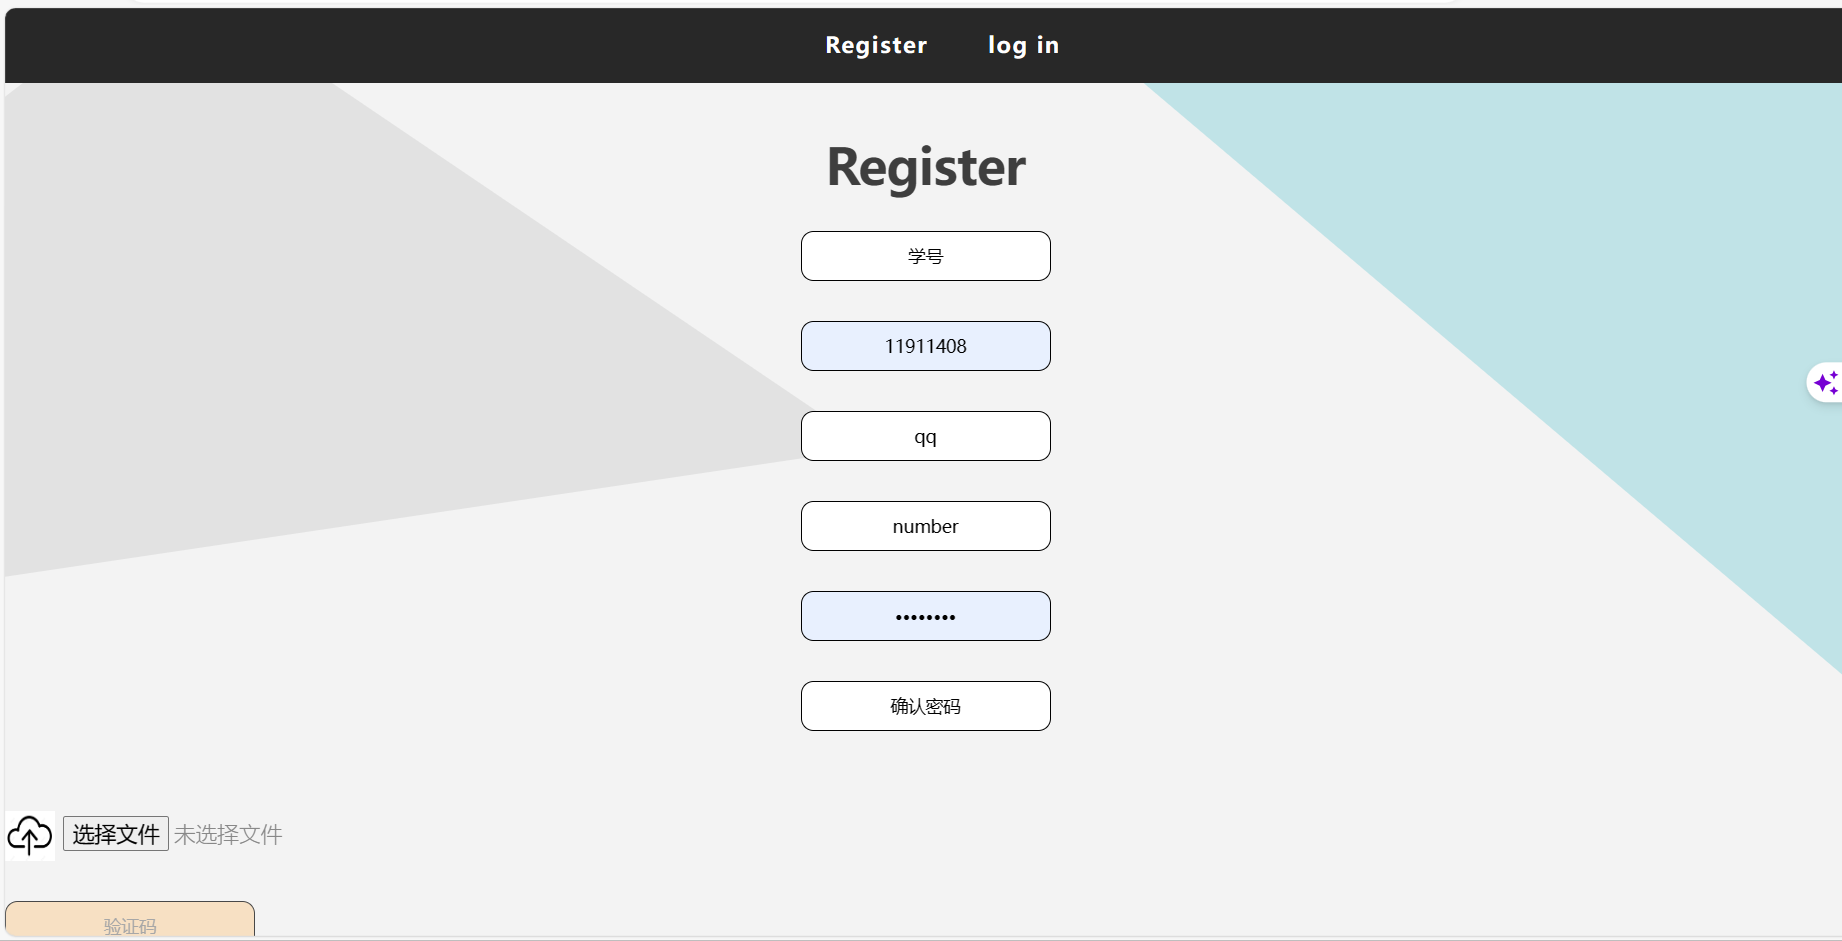 Register log in
Register
学号
11911408
qq
number
••••••••
确认密码
选择文件 未选择文件
验证码